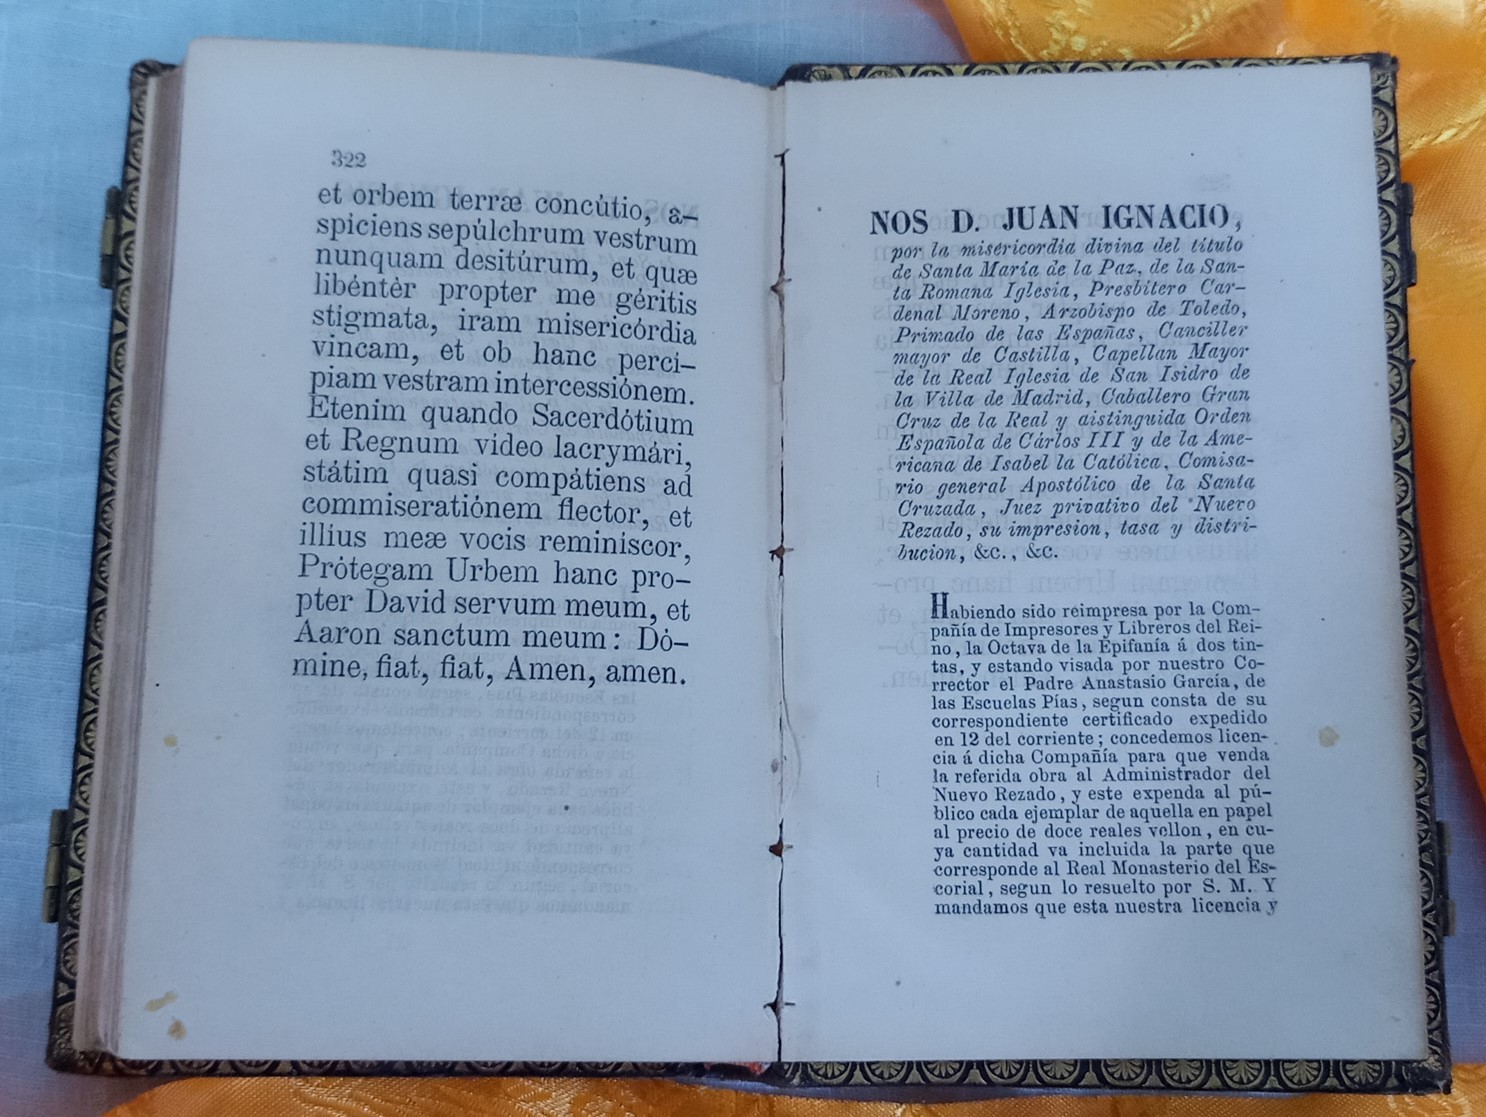 322
et orbem terræ concútio, a–
spiciens sepúlchrum vestrum
nunquam desitúrum, et quæ
libéntèr propter me géritis
stigmata, iram misericórdia
vincam, et ob hanc perci–
piam vestram intercessiónem.
Etenim quando Sacerdótium
et Regnum video lacrymári,
státim quasi compátiens ad
commiseratiónem flector, et
illius meæ vocis reminiscor,
Prótegam Urbem hanc pro–
pter David servum meum, et
Aaron sanctum meum: Dó–
mine, fiat, fiat, Amen, amen.
NOS D. JUAN IGNACIO,
por la misericordia divina del título
de Santa María de la Paz, de la San–
ta Romana Iglesia, Presbítero Car–
denal Moreno, Arzobispo de Toledo,
Primado de las Españas, Canciller
mayor de Castilla, Capellan Mayor
de la Real Iglesia de San Isidro de
la Villa de Madrid, Caballero Gran
Cruz de la Real y distinguida Orden
Española de Cárlos III y de la Ame–
ricana de Isabel la Católica, Comisa–
rio general Apostólico de la Santa
Cruzada, Juez privativo del Nuevo
Rezado, su impresion, tasa y distri–
bucion, &c., &c.
Habiendo sido reimpresa por la Com–
pañía de Impresores y Libreros del Rei–
no, la Octava de la Epifanía á dos tin–
tas, y estando visada por nuestro Co–
rrector el Padre Anastasio García, de
las Escuelas Pías, segun consta de su
correspondiente certificado expedido
en 12 del corriente; concedemos licen–
cia á dicha Compañía para que venda
la referida obra al Administrador del
Nuevo Rezado, y este expenda al pú–
blico cada ejemplar de aquella en papel
al precio de doce reales vellon, en cu–
ya cantidad va incluida la parte que
corresponde al Real Monasterio del Es–
corial, segun lo resuelto por S. M. Y
mandamos que esta nuestra licencia y